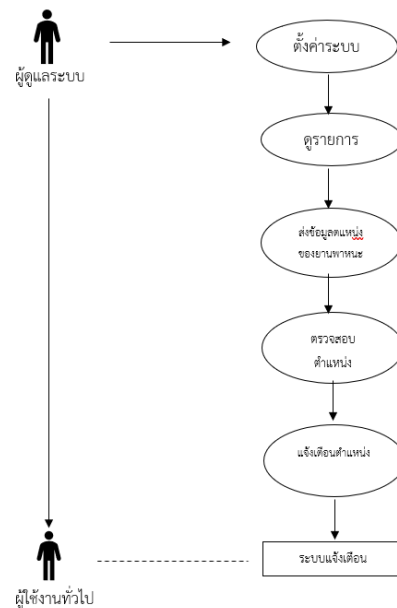 ตั้งค่าระบบ
ผู้ดูแลระบบ
ดูรายการ
ส่งข้อมูลตแหน่ง
ของยานพาหนะ
ตรวจสอบ
ตำแหน่ง
แจ้งเตือนตำแหน่ง
ระบบแจ้งเตือน
ผู้ใช้งานทั่วไป